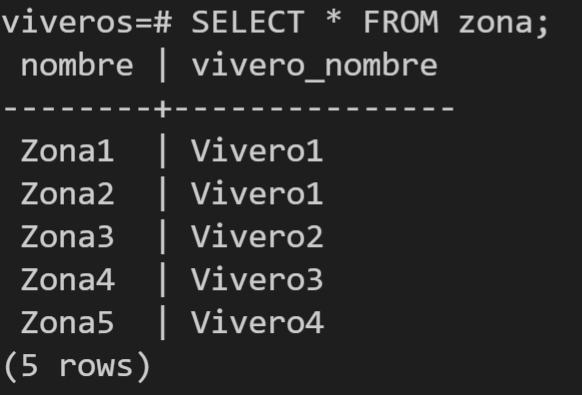 viveros=# SELECT * FROM zona;
 nombre | vivero_nombre
--------+---------------
 Zona1  | Vivero1
 Zona2  | Vivero1
 Zona3  | Vivero2
 Zona4  | Vivero3
 Zona5  | Vivero4
(5 rows)